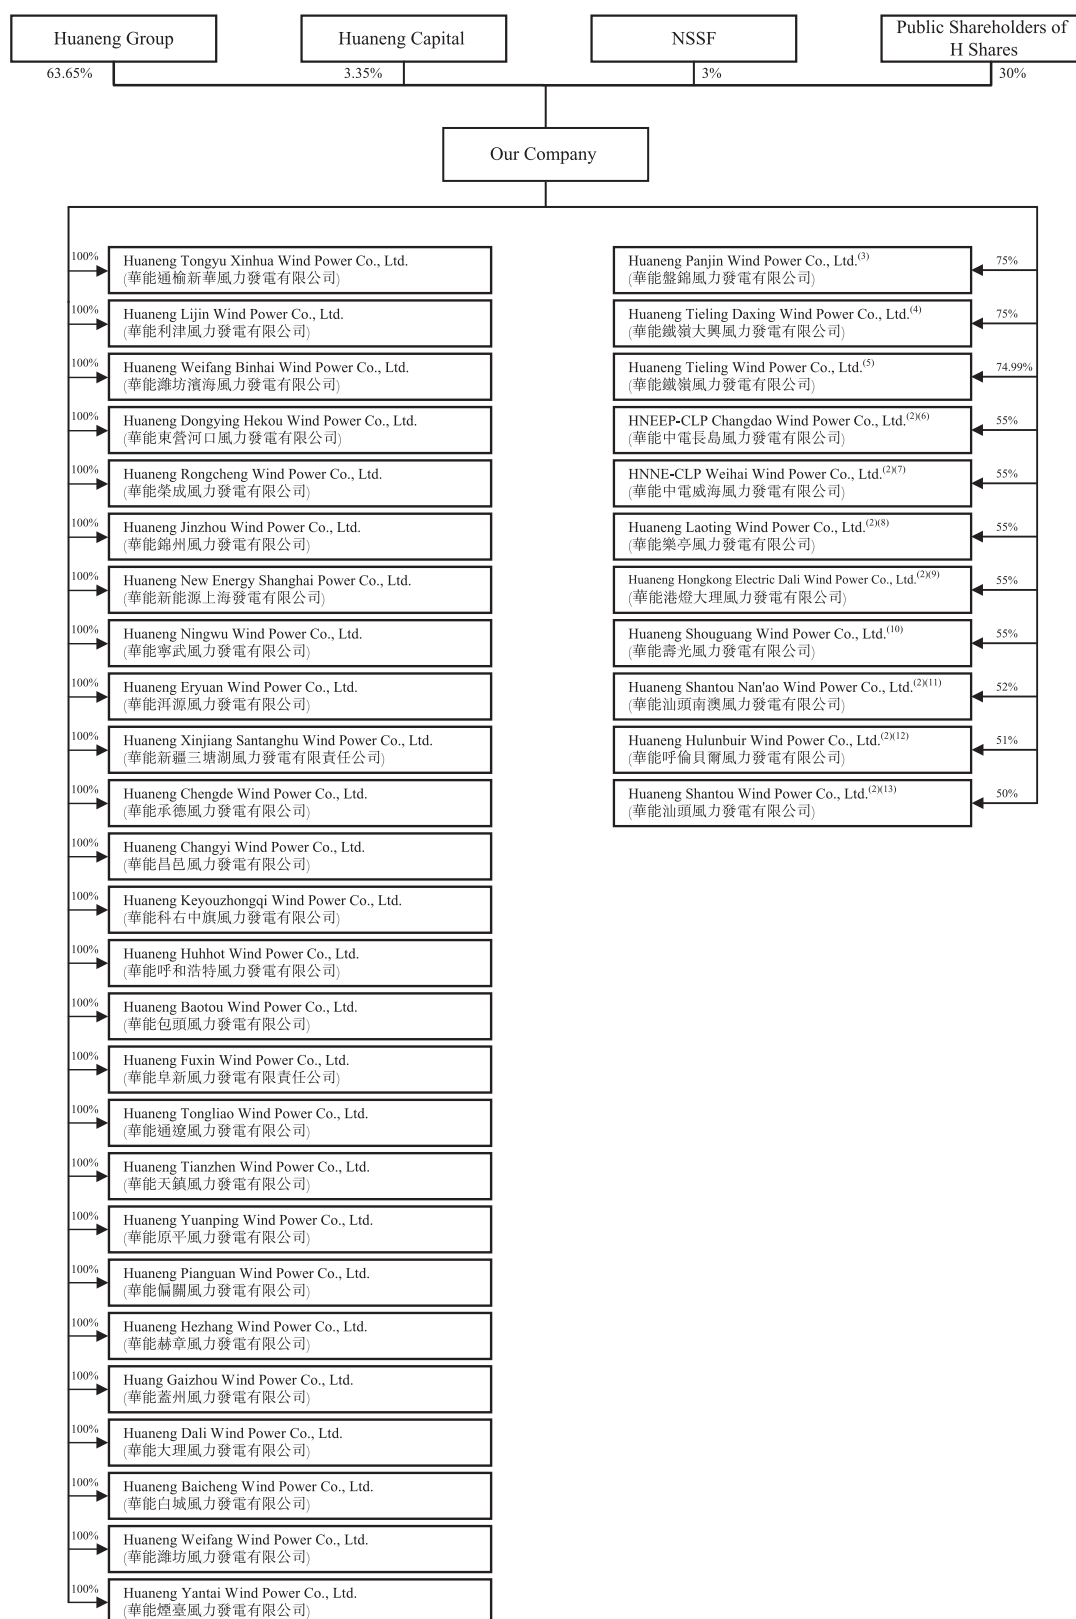 Huaneng Group
Huaneng Capital
NSSF
Public Shareholders of
H Shares
63.65%
3.35%
3%
30%
Our Company
100%
Huaneng Tongyu Xinhua Wind Power Co., Ltd.
(華能通榆新華風力發電有限公司)
100%
Huaneng Lijin Wind Power Co., Ltd.
(華能利津風力發電有限公司)
100%
Huaneng Weifang Binhai Wind Power Co., Ltd.
(華能濰坊濱海風力發電有限公司)
100%
Huaneng Dongying Hekou Wind Power Co., Ltd.
(華能東營河口風力發電有限公司)
100%
Huaneng Rongcheng Wind Power Co., Ltd.
(華能榮成風力發電有限公司)
100%
Huaneng Jinzhou Wind Power Co., Ltd.
(華能錦州風力發電有限公司)
100%
Huaneng New Energy Shanghai Power Co., Ltd.
(華能新能源上海發電有限公司)
100%
Huaneng Ningwu Wind Power Co., Ltd.
(華能寧武風力發電有限公司)
100%
Huaneng Eryuan Wind Power Co., Ltd.
(華能洱源風力發電有限公司)
100%
Huaneng Xinjiang Santanghu Wind Power Co., Ltd.
(華能新疆三塘湖風力發電有限責任公司)
100%
Huaneng Chengde Wind Power Co., Ltd.
(華能承德風力發電有限公司)
100%
Huaneng Changyi Wind Power Co., Ltd.
(華能昌邑風力發電有限公司)
100%
Huaneng Keyouzhongqi Wind Power Co., Ltd.
(華能科右中旗風力發電有限公司)
100%
Huaneng Huhhot Wind Power Co., Ltd.
(華能呼和浩特風力發電有限公司)
100%
Huaneng Baotou Wind Power Co., Ltd.
(華能包頭風力發電有限公司)
100%
Huaneng Fuxin Wind Power Co., Ltd.
(華能阜新風力發電有限責任公司)
100%
Huaneng Tongliao Wind Power Co., Ltd.
(華能通遼風力發電有限公司)
100%
Huaneng Tianzhen Wind Power Co., Ltd.
(華能天鎮風力發電有限公司)
100%
Huaneng Yuanping Wind Power Co., Ltd.
(華能原平風力發電有限公司)
100%
Huaneng Pianguan Wind Power Co., Ltd.
(華能偏關風力發電有限公司)
100%
Huaneng Hezhang Wind Power Co., Ltd.
(華能赫章風力發電有限公司)
100%
Huang Gaizhou Wind Power Co., Ltd.
(華能蓋州風力發電有限公司)
100%
Huaneng Dali Wind Power Co., Ltd.
(華能大理風力發電有限公司)
100%
Huaneng Baicheng Wind Power Co., Ltd.
(華能白城風力發電有限公司)
100%
Huaneng Weifang Wind Power Co., Ltd.
(華能濰坊風力發電有限公司)
100%
Huaneng Yantai Wind Power Co., Ltd.
(華能煙臺風力發電有限公司)
Huaneng Panjin Wind Power Co., Ltd.(3)
(華能盤錦風力發電有限公司)
75%
Huaneng Tieling Daxing Wind Power Co., Ltd.(4)
(華能鐵嶺大興風力發電有限公司)
75%
Huaneng Tieling Wind Power Co., Ltd.(5)
(華能鐵嶺風力發電有限公司)
74.99%
HNEEP-CLP Changdao Wind Power Co., Ltd.(2)(6)
(華能中電長島風力發電有限公司)
55%
HNNE-CLP Weihai Wind Power Co., Ltd.(2)(7)
(華能中電威海風力發電有限公司)
55%
Huaneng Laoting Wind Power Co., Ltd.(2)(8)
(華能樂亭風力發電有限公司)
55%
Huaneng Hongkong Electric Dali Wind Power Co., Ltd.(2)(9)
(華能港燈大理風力發電有限公司)
55%
Huaneng Shouguang Wind Power Co., Ltd.(10)
(華能壽光風力發電有限公司)
55%
Huaneng Shantou Nan'ao Wind Power Co., Ltd.(2)(11)
(華能汕頭南澳風力發電有限公司)
52%
Huaneng Hulunbuir Wind Power Co., Ltd.(2)(12)
(華能呼倫貝爾風力發電有限公司)
51%
Huaneng Shantou Wind Power Co., Ltd.(2)(13)
(華能汕頭風力發電有限公司)
50%